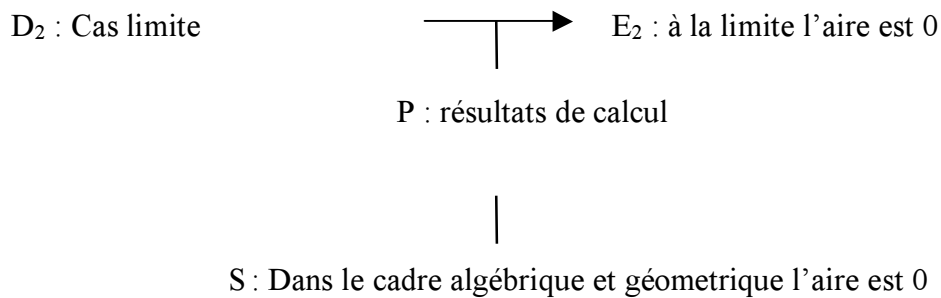 D₂ : Cas limite E₂ : à la limite l’aire est 0
P : résultats de calcul
S : Dans le cadre algébrique et géometrique l’aire est 0